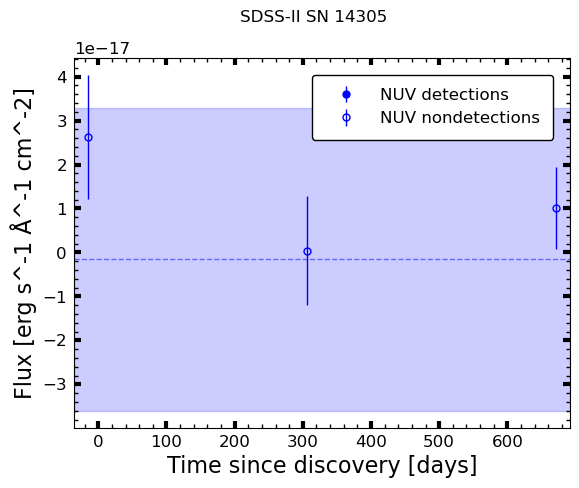 SDSS-II SN 14305
1e−17
NUV detections
NUV nondetections
4
3
2
1
0
−1
−2
−3
Flux [erg s^-1 Å^-1 cm^-2]
0 100 200 300 400 500 600
Time since discovery [days]